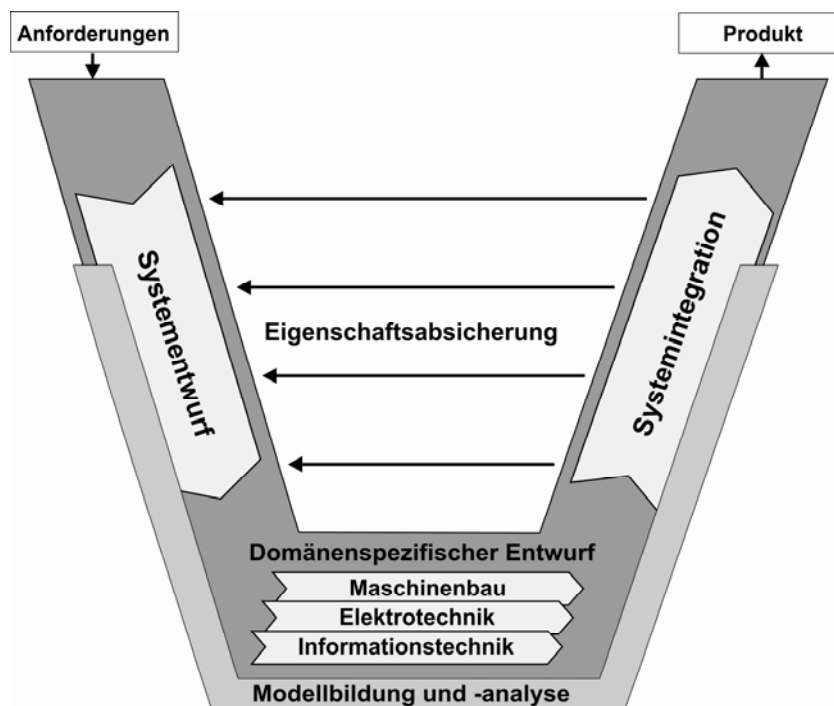 Anforderungen
Produkt
Systementwurf
Eigenschaftsabsicherung
Systemintegration
Domänenspezifischer Entwurf
Maschinenbau
Elektrotechnik
Informationstechnik
Modellbildung und -analyse